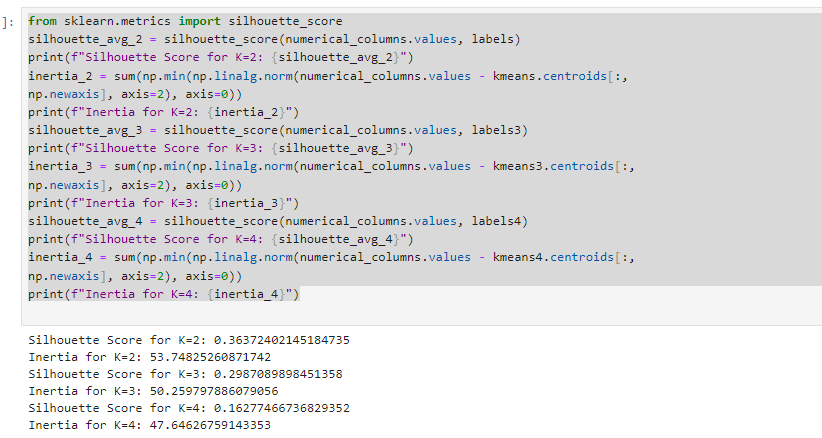 ]: from sklearn.metrics import silhouette_score
silhouette_avg_2 = silhouette_score(numerical_columns.values, labels)
print(f"Silhouette Score for K=2: {silhouette_avg_2}")
inertia_2 = sum(np.min(np.linalg.norm(numerical_columns.values - kmeans.centroids[:,
np.newaxis], axis=2), axis=0))
print(f"Inertia for K=2: {inertia_2}")
silhouette_avg_3 = silhouette_score(numerical_columns.values, labels3)
print(f"Silhouette Score for K=3: {silhouette_avg_3}")
inertia_3 = sum(np.min(np.linalg.norm(numerical_columns.values - kmeans3.centroids[:,
np.newaxis], axis=2), axis=0))
print(f"Inertia for K=3: {inertia_3}")
silhouette_avg_4 = silhouette_score(numerical_columns.values, labels4)
print(f"Silhouette Score for K=4: {silhouette_avg_4}")
inertia_4 = sum(np.min(np.linalg.norm(numerical_columns.values - kmeans4.centroids[:,
np.newaxis], axis=2), axis=0))
print(f"Inertia for K=4: {inertia_4}")
Silhouette Score for K=2: 0.36372402145184735
Inertia for K=2: 53.74825260871742
Silhouette Score for K=3: 0.2987089898451358
Inertia for K=3: 50.259797886079056
Silhouette Score for K=4: 0.16277466736829352
Inertia for K=4: 47.64626759143353